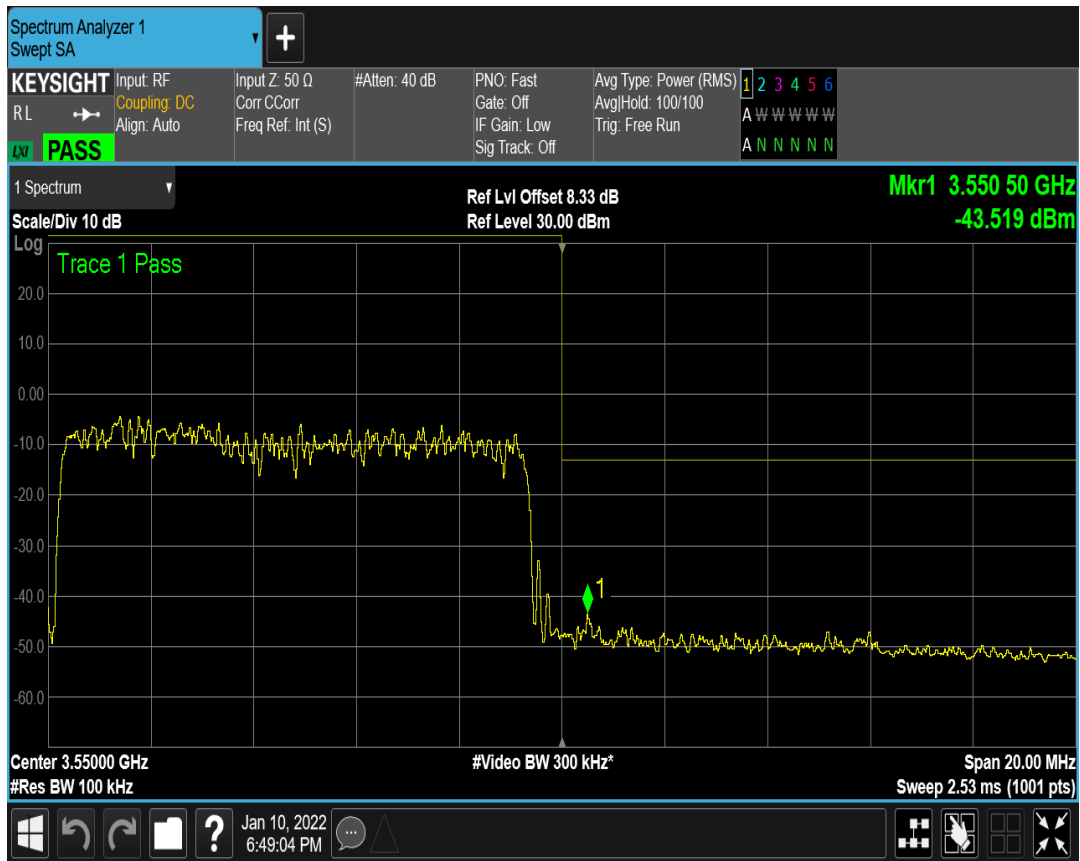 Spectrum Analyzer 1
Swept SA
+
KEYSIGHT
RL
LXI PASS
Input: RF
Coupling: DC
Align: Auto
Input Z: 50 Ω
Corr CCorr
Freq Ref: Int (S)
#Atten: 40 dB
PNO: Fast
Gate: Off
IF Gain: Low
Sig Track: Off
Avg Type: Power (RMS)
Avg|Hold: 100/100
Trig: Free Run
1 2 3 4 5 6
A W W W W W
A N N N N N
1 Spectrum
Scale/Div 10 dB
Ref Lvl Offset 8.33 dB
Ref Level 30.00 dBm
Mkr1 3.550 50 GHz
-43.519 dBm
Log
Trace 1 Pass
20.0
10.0
0.00
-10.0
-20.0
-30.0
-40.0
-50.0
-60.0
1
Center 3.55000 GHz
#Res BW 100 kHz
#Video BW 300 kHz*
Span 20.00 MHz
Sweep 2.53 ms (1001 pts)
?
Jan 10, 2022
6:49:04 PM